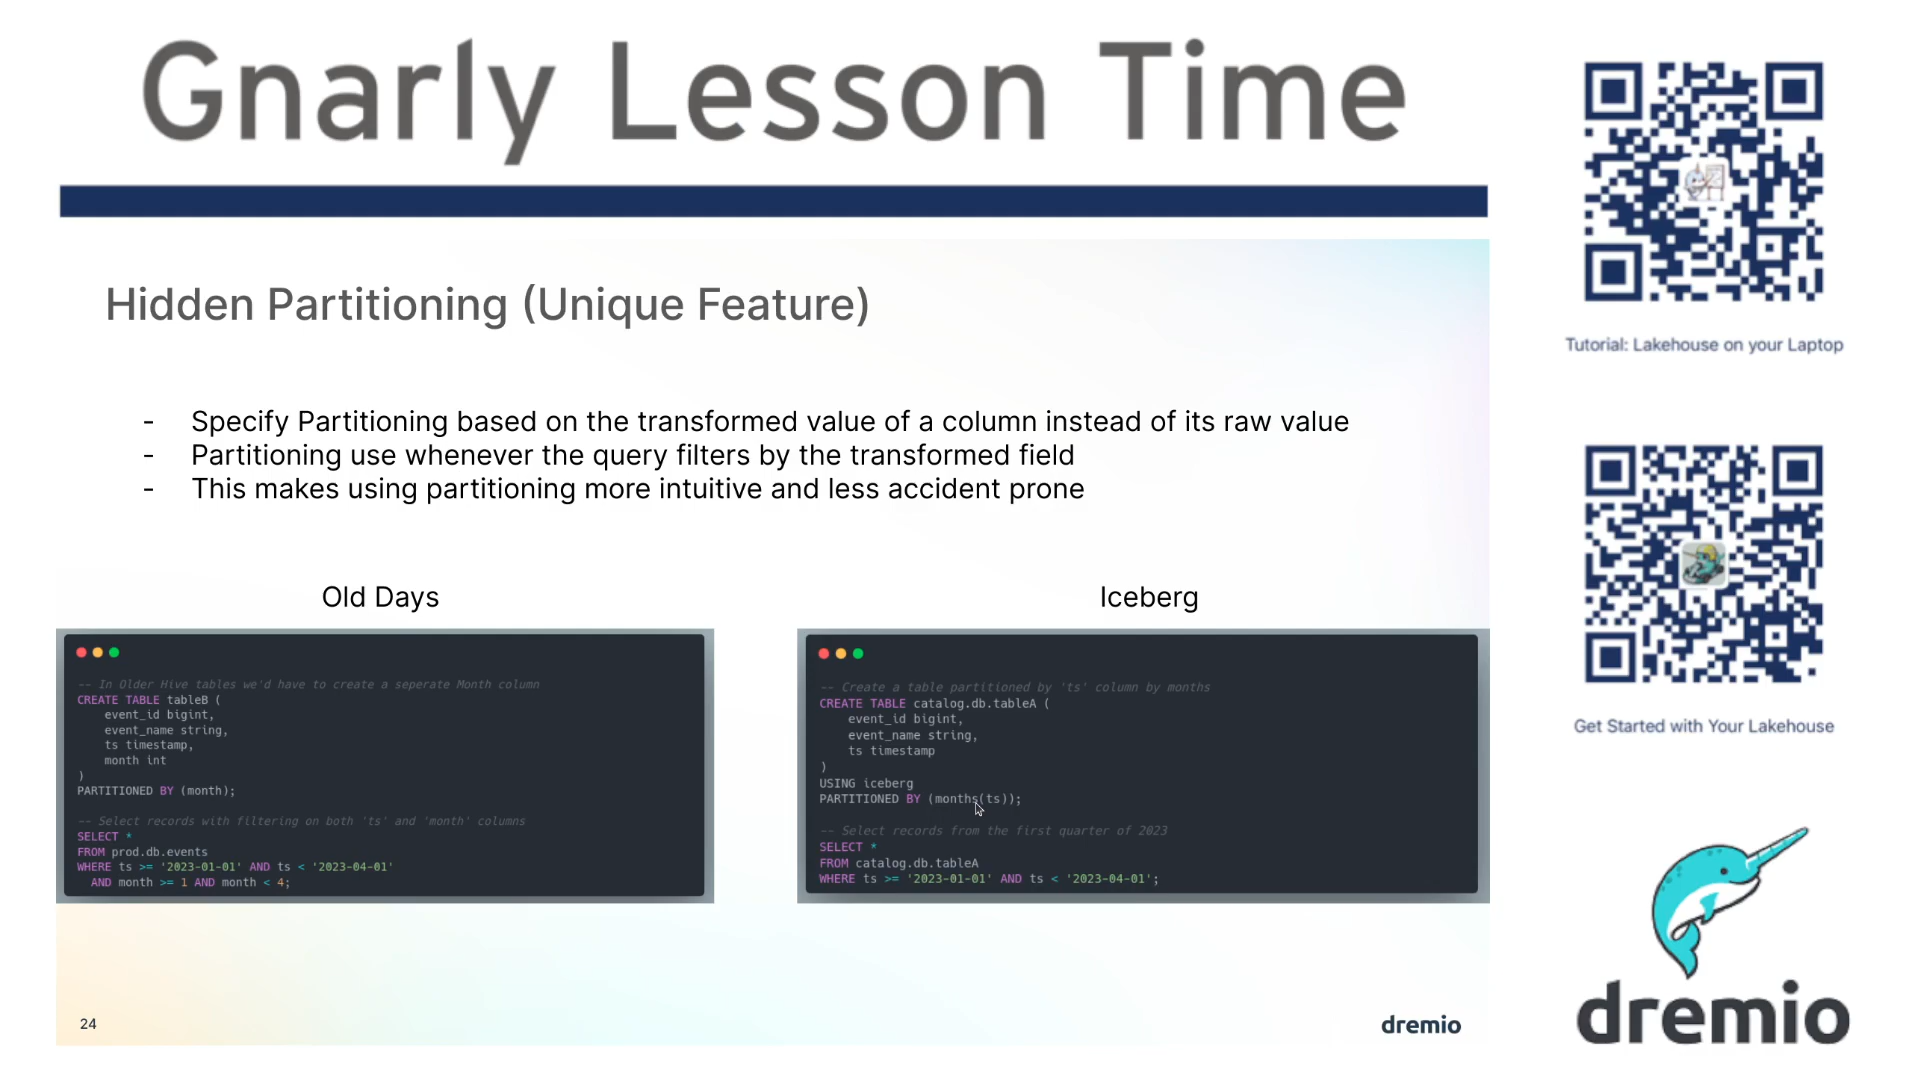 Gnarly Lesson Time
Hidden Partitioning (Unique Feature)
- Specify Partitioning based on the transformed value of a column instead of its raw value
- Partitioning use whenever the query filters by the transformed field
- This makes using partitioning more intuitive and less accident prone
Old Days
-- In Older Hive tables we'd have to create a seperate Month column
CREATE TABLE tableB (
    event_id bigint,
    event_name string,
    ts timestamp,
    month int
)
PARTITIONED BY (month);
-- Select records with filtering on both 'ts' and 'month' columns
SELECT *
FROM prod.db.events
WHERE ts >= '2023-01-01' AND ts < '2023-04-01'
  AND month >= 1 AND month < 4;
Iceberg
-- Create a table partitioned by 'ts' column by months
CREATE TABLE catalog.db.tableA (
    event_id bigint,
    event_name string,
    ts timestamp
)
USING iceberg
PARTITIONED BY (months(ts));
-- Select records from the first quarter of 2023
SELECT *
FROM catalog.db.tableA
WHERE ts >= '2023-01-01' AND ts < '2023-04-01';
24
dremio
Tutorial: Lakehouse on your Laptop
Get Started with Your Lakehouse
dremio